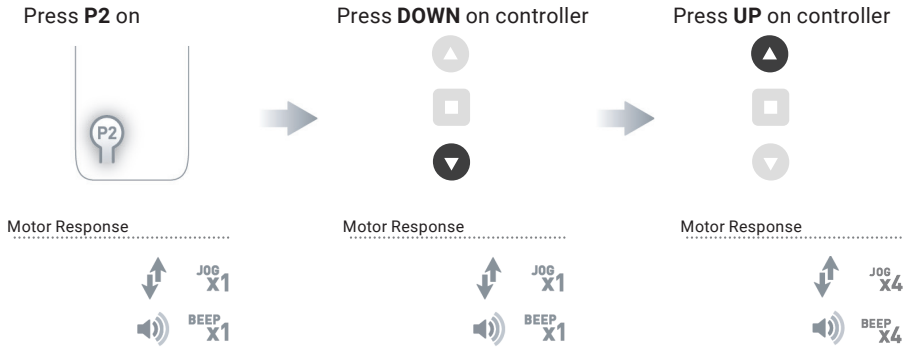 Press P2 on
Press DOWN on controller
Press UP on controller
P2
Motor Response
Motor Response
Motor Response
JOG
x1
JOG
x1
JOG
x4
BEEP
x1
BEEP
x1
BEEP
x4